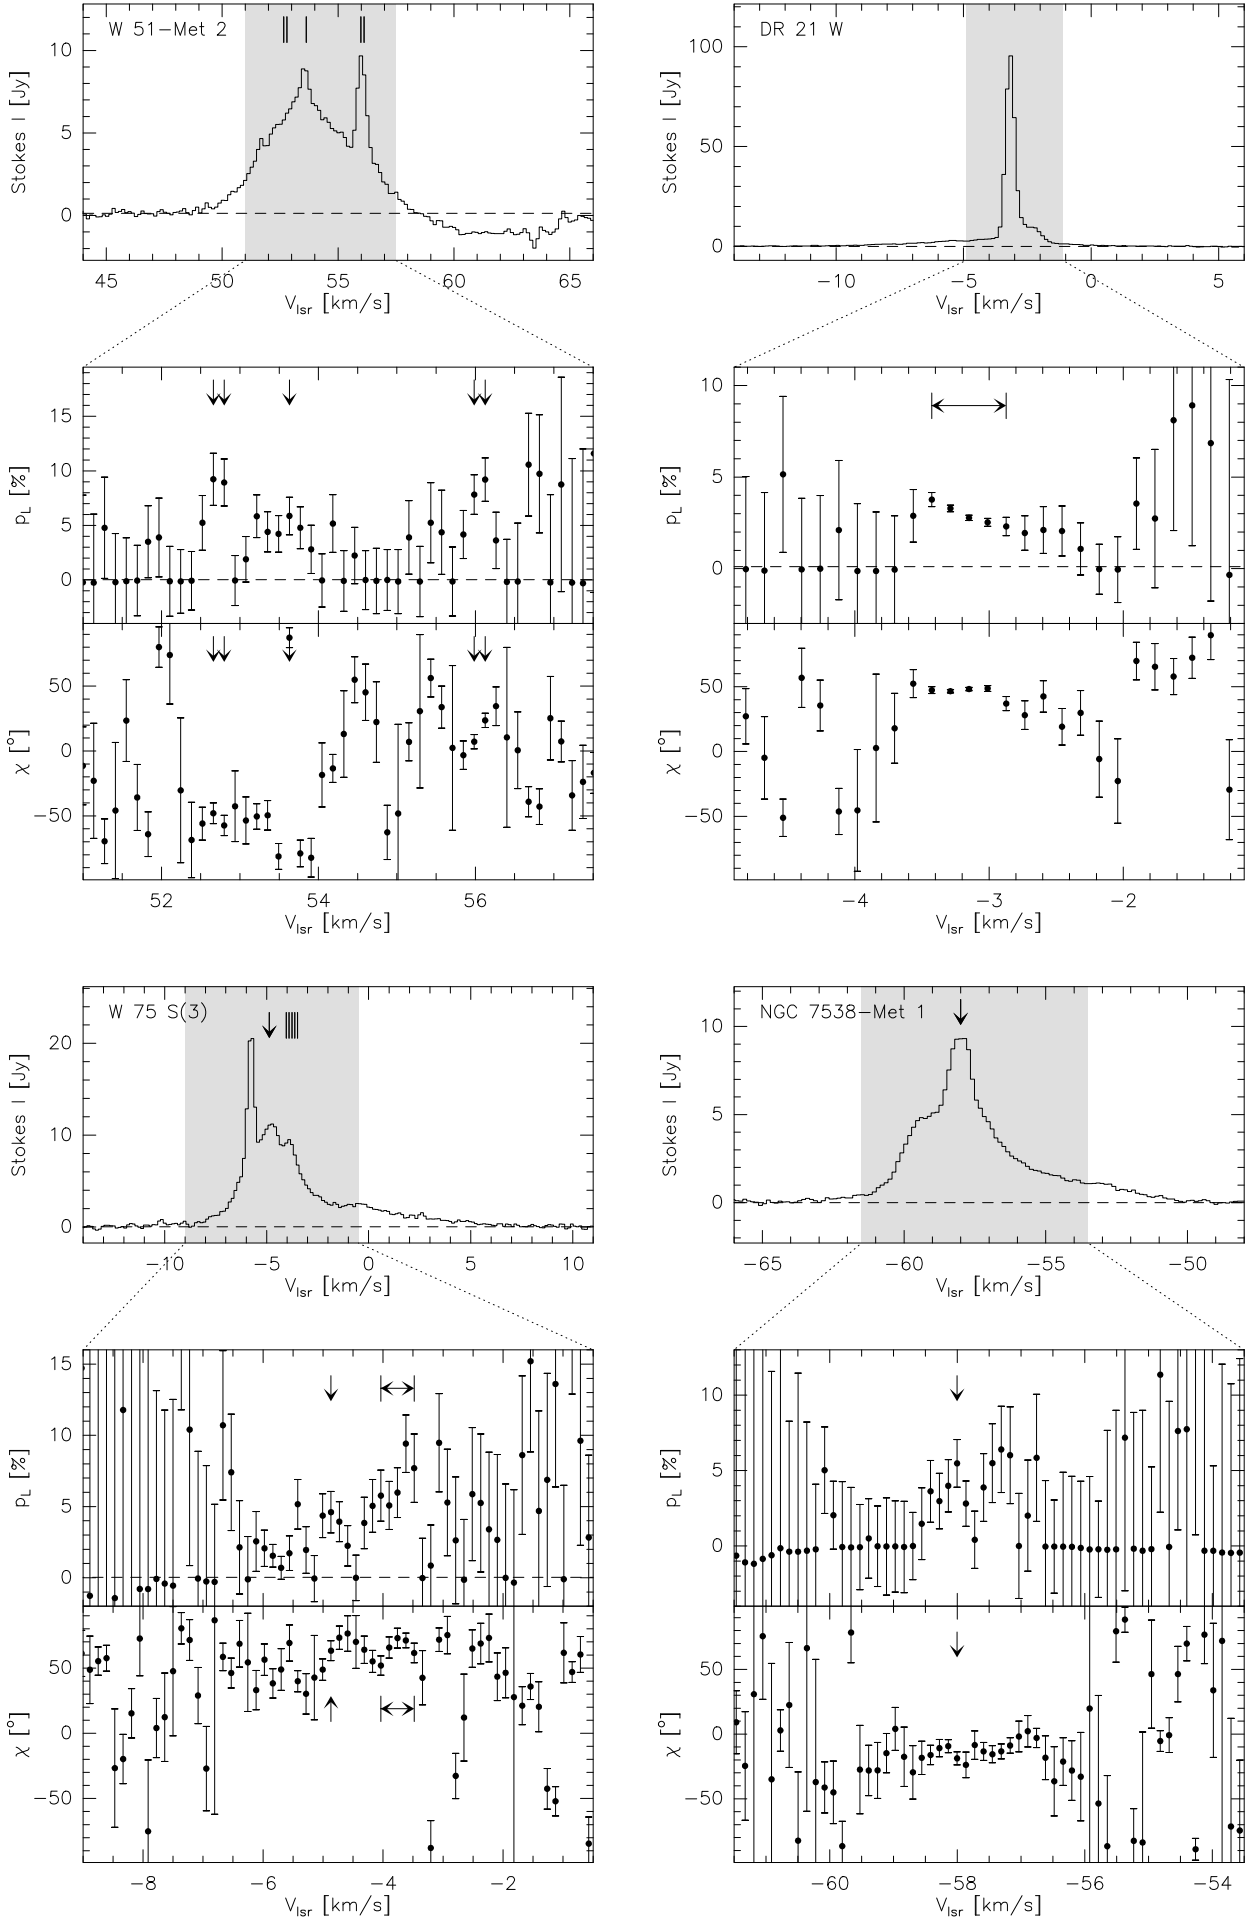 W 51−Met 2
Stokes I [Jy]
10
5
0
45 50 55 60 65
V_lsr [km/s]
p_L [%]
15
10
5
0
χ [°]
50
0
−50
52 54 56
V_lsr [km/s]
DR 21 W
Stokes I [Jy]
100
50
0
−10 −5 0 5
V_lsr [km/s]
p_L [%]
10
5
0
χ [°]
50
0
−50
−4 −3 −2
V_lsr [km/s]
W 75 S(3)
Stokes I [Jy]
20
10
0
−10 −5 0 5 10
V_lsr [km/s]
p_L [%]
15
10
5
0
χ [°]
50
0
−50
−8 −6 −4 −2
V_lsr [km/s]
NGC 7538−Met 1
Stokes I [Jy]
10
5
0
−65 −60 −55 −50
V_lsr [km/s]
p_L [%]
10
5
0
χ [°]
50
0
−50
−60 −58 −56 −54
V_lsr [km/s]